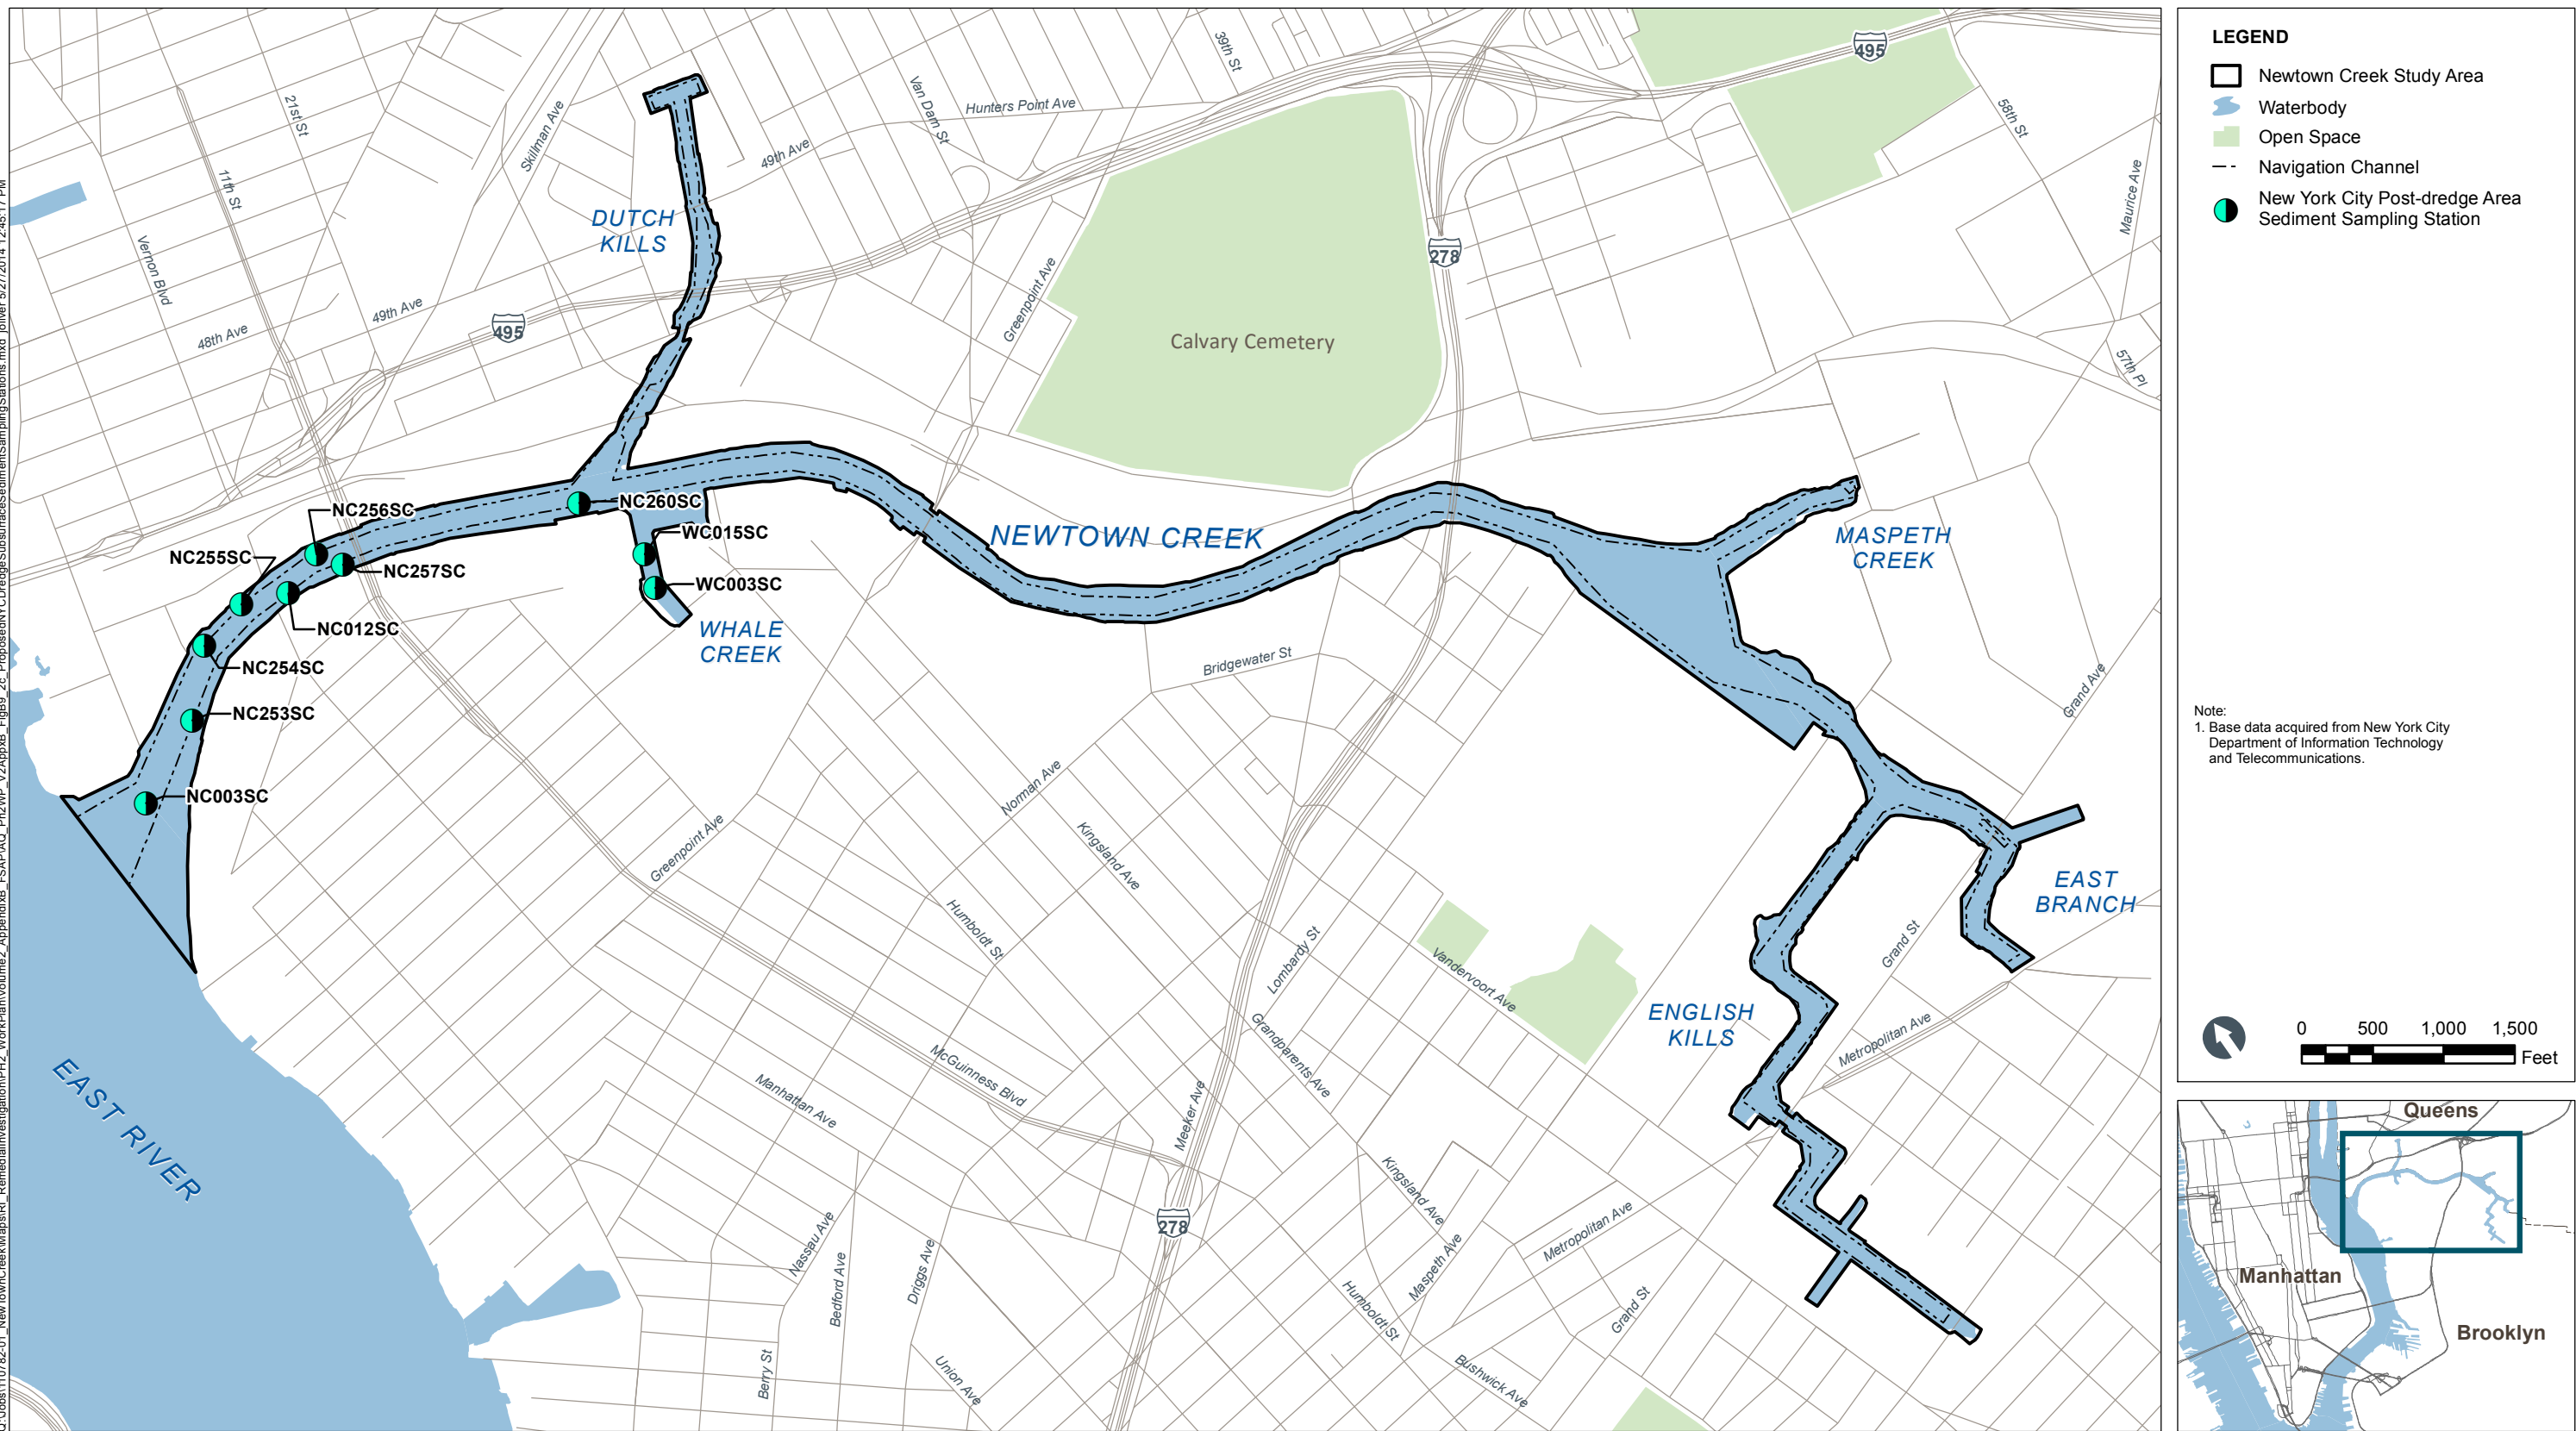 21st St
11th St
Skillman Ave
Vernon Blvd
48th Ave
49th Ave
495
DUTCH
KILLS
49th Ave
Van Dam St
Hunters Point Ave
39th St
Greenpoint Ave
Calvary Cemetery
278
495
58th St
Maurice Ave
57th Pl
NC256SC
NC255SC
NC257SC
NC012SC
NC254SC
NC253SC
NC003SC
NC260SC
WC015SC
WC003SC
WHALE
CREEK
NEWTOWN CREEK
MASPETH
CREEK
Bridgewater St
Grand Ave
Norman Ave
Kingsland Ave
Greenpoint Ave
Humboldt St
Lombardy St
Vandervoort Ave
Grandparents Ave
ENGLISH
KILLS
EAST
BRANCH
Grand St
Metropolitan Ave
EAST RIVER
McGuinness Blvd
Manhattan Ave
Meeker Ave
278
Nassau Ave
Bedford Ave
Driggs Ave
Berry St
Union Ave
Kingsland Ave
Maspeth Ave
Metropolitan Ave
Humboldt St
Grand St
Bushwick Ave
LEGEND
Newtown Creek Study Area
Waterbody
Open Space
Navigation Channel
New York City Post-dredge Area
Sediment Sampling Station
Note:
1. Base data acquired from New York City
Department of Information Technology
and Telecommunications.
0 500 1,000 1,500
Feet
Queens
Manhattan
Brooklyn